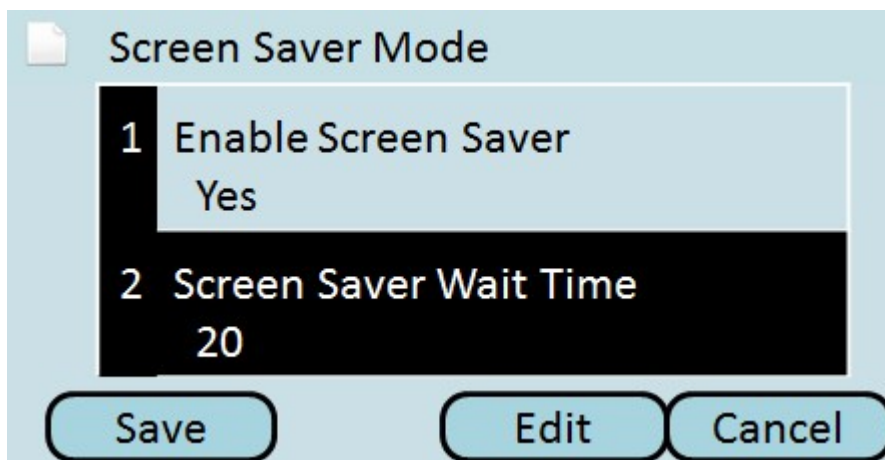 Screen Saver Mode
1 Enable Screen Saver
Yes
2 Screen Saver Wait Time
20
Save Edit Cancel